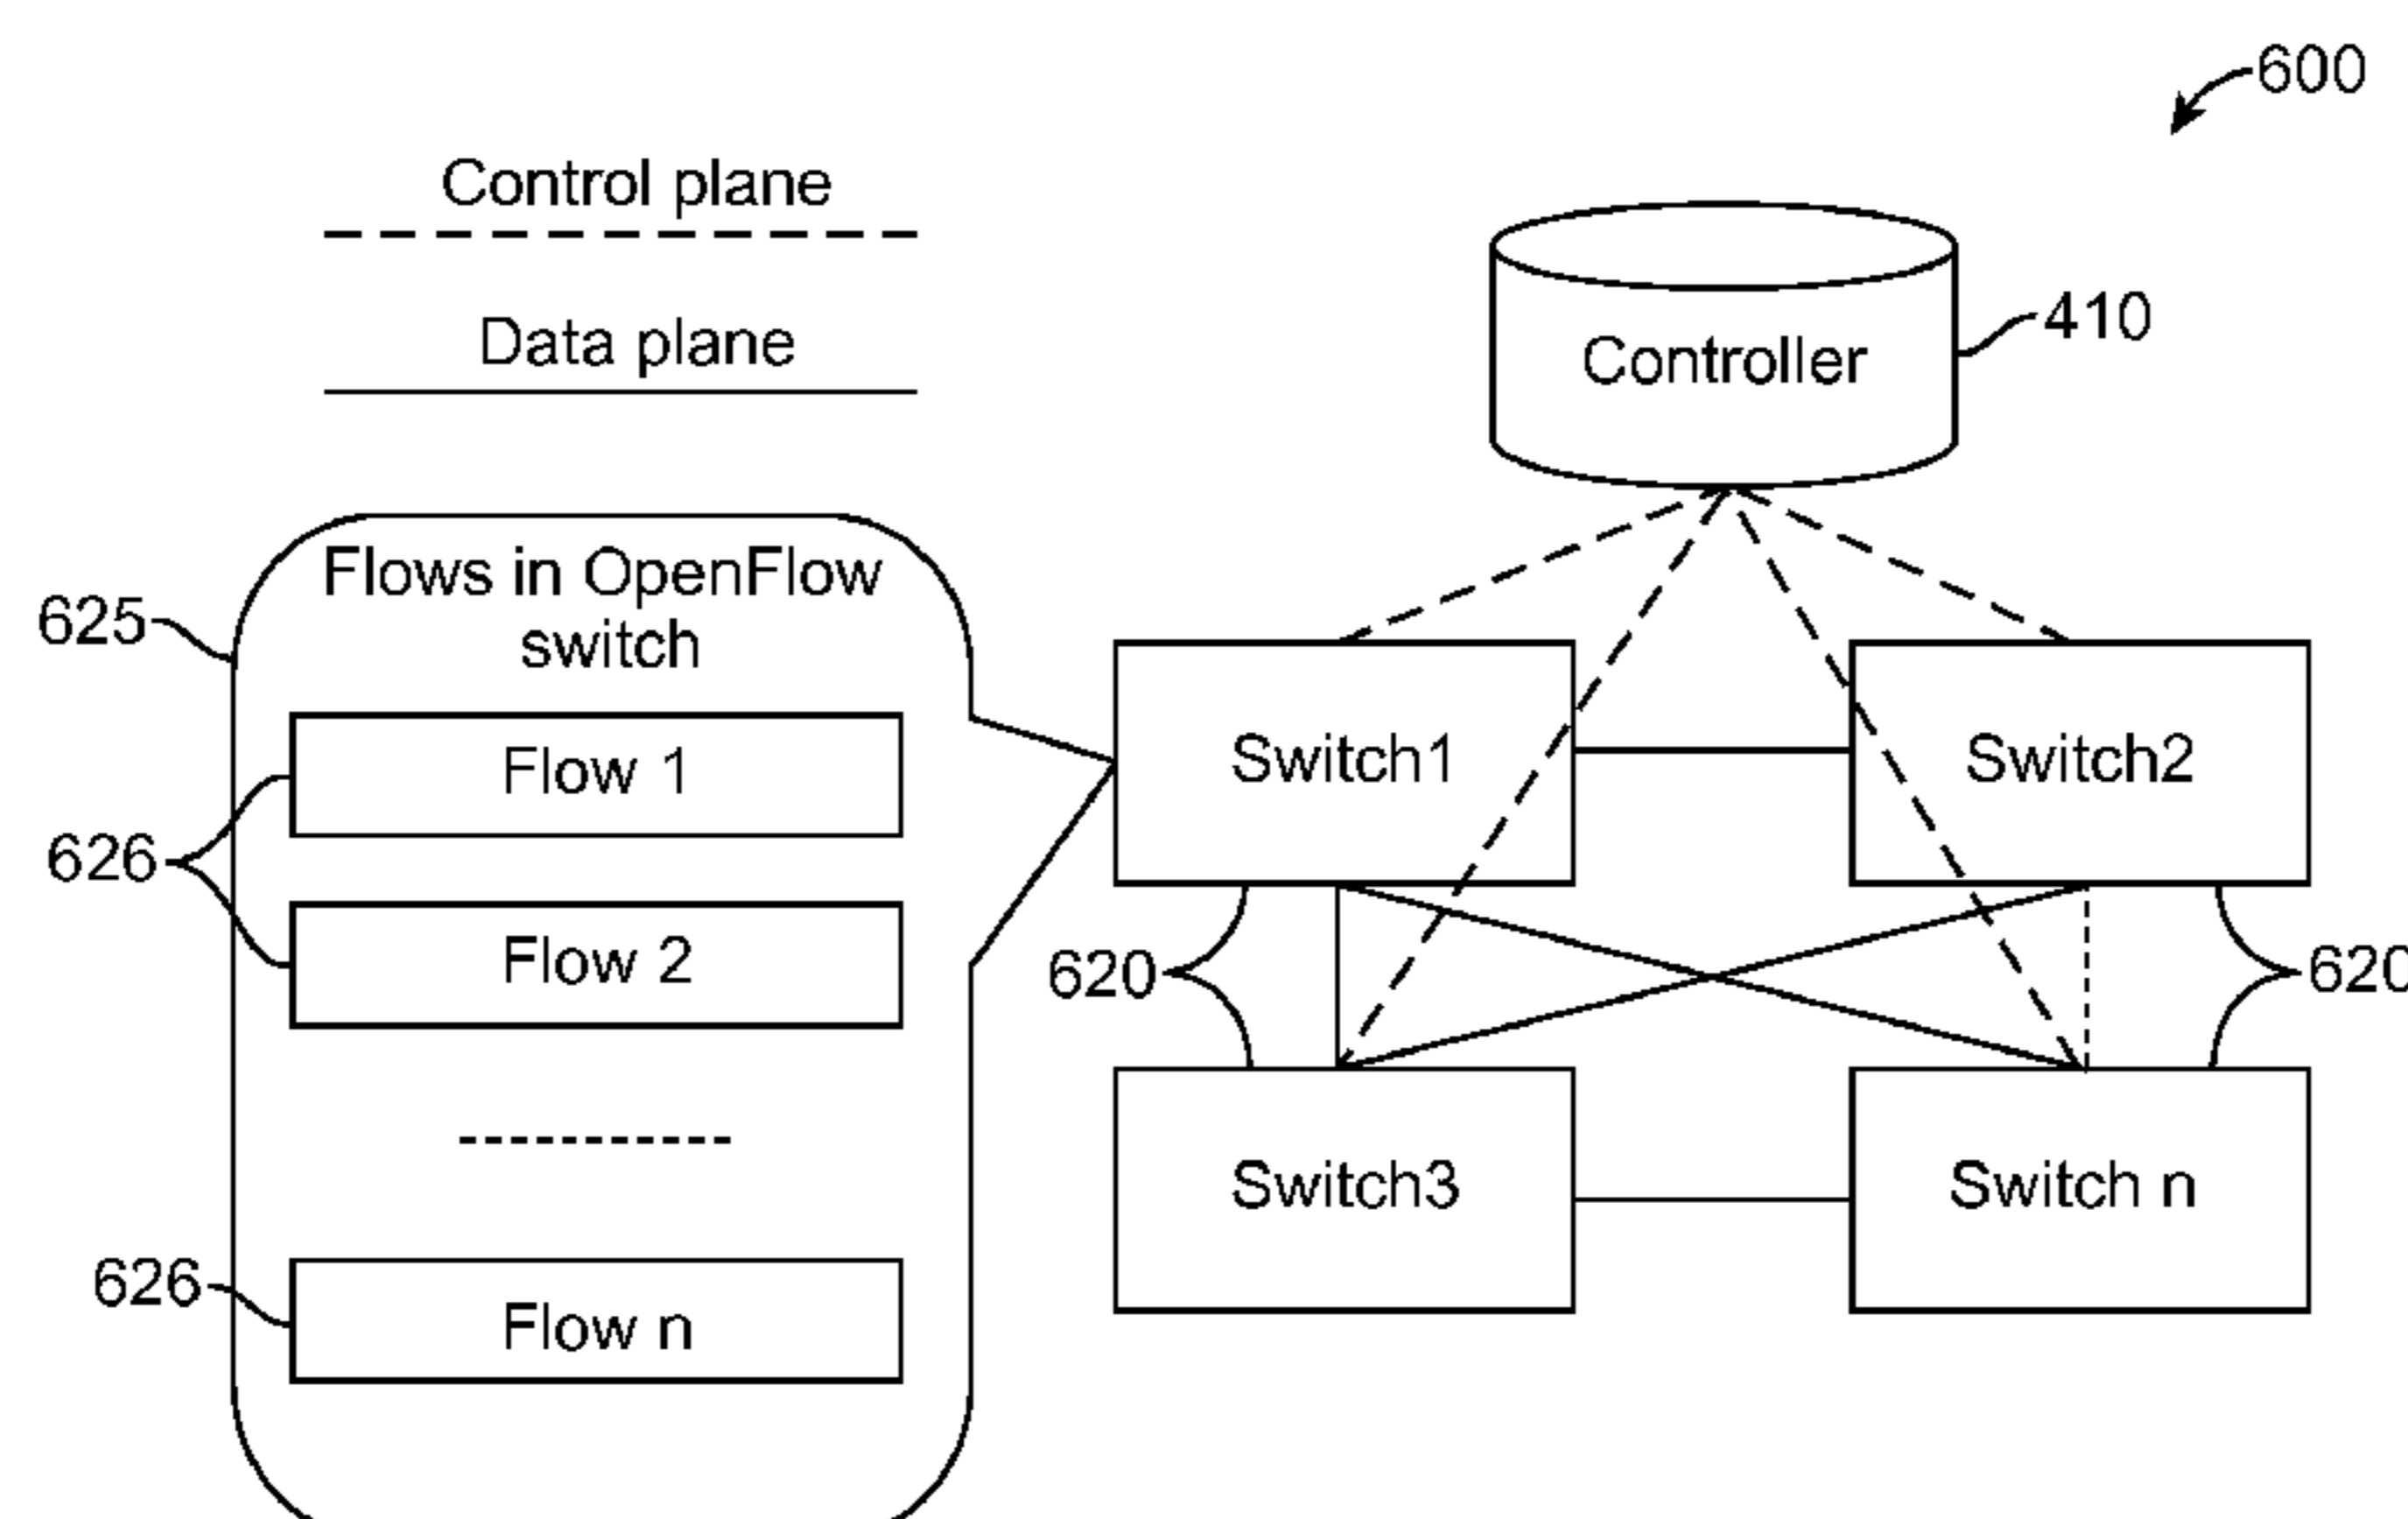 600
Control plane
Data plane
Controller
410
Flows in OpenFlow
switch
625
Flow 1
626
Flow 2
626
Flow n
Switch1
Switch2
620
620
Switch3
Switch n